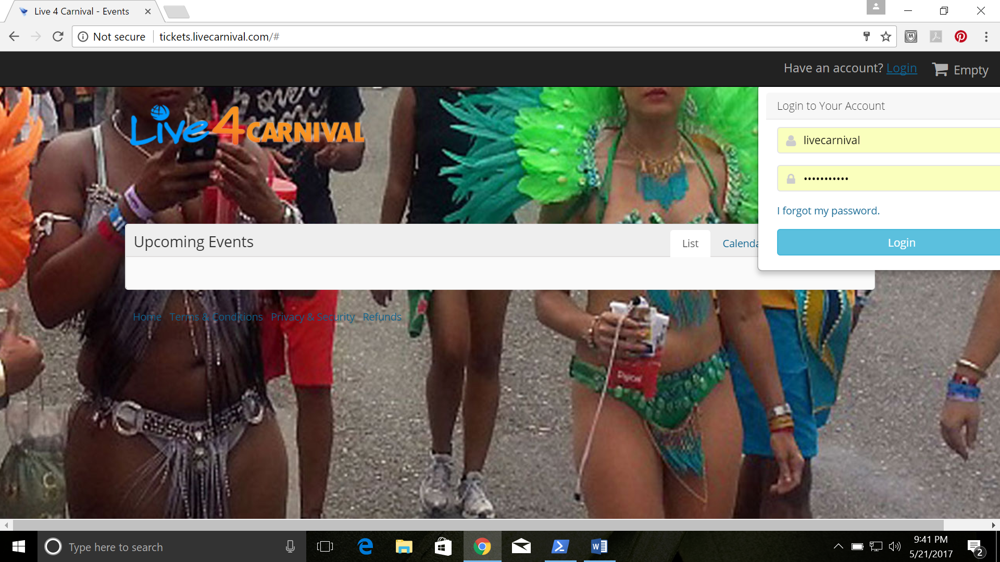 Live 4 Carnival - Events
Not secure
tickets.livecarnival.com/#
Have an account? Login
Empty
Live4CARNIVAL
Login to Your Account
livecarnival
•••••••••••
I forgot my password.
Login
Upcoming Events
List
Calenda
Home Terms & Conditions Privacy & Security Refunds
Digicel
Type here to search
9:41 PM
5/21/2017
2